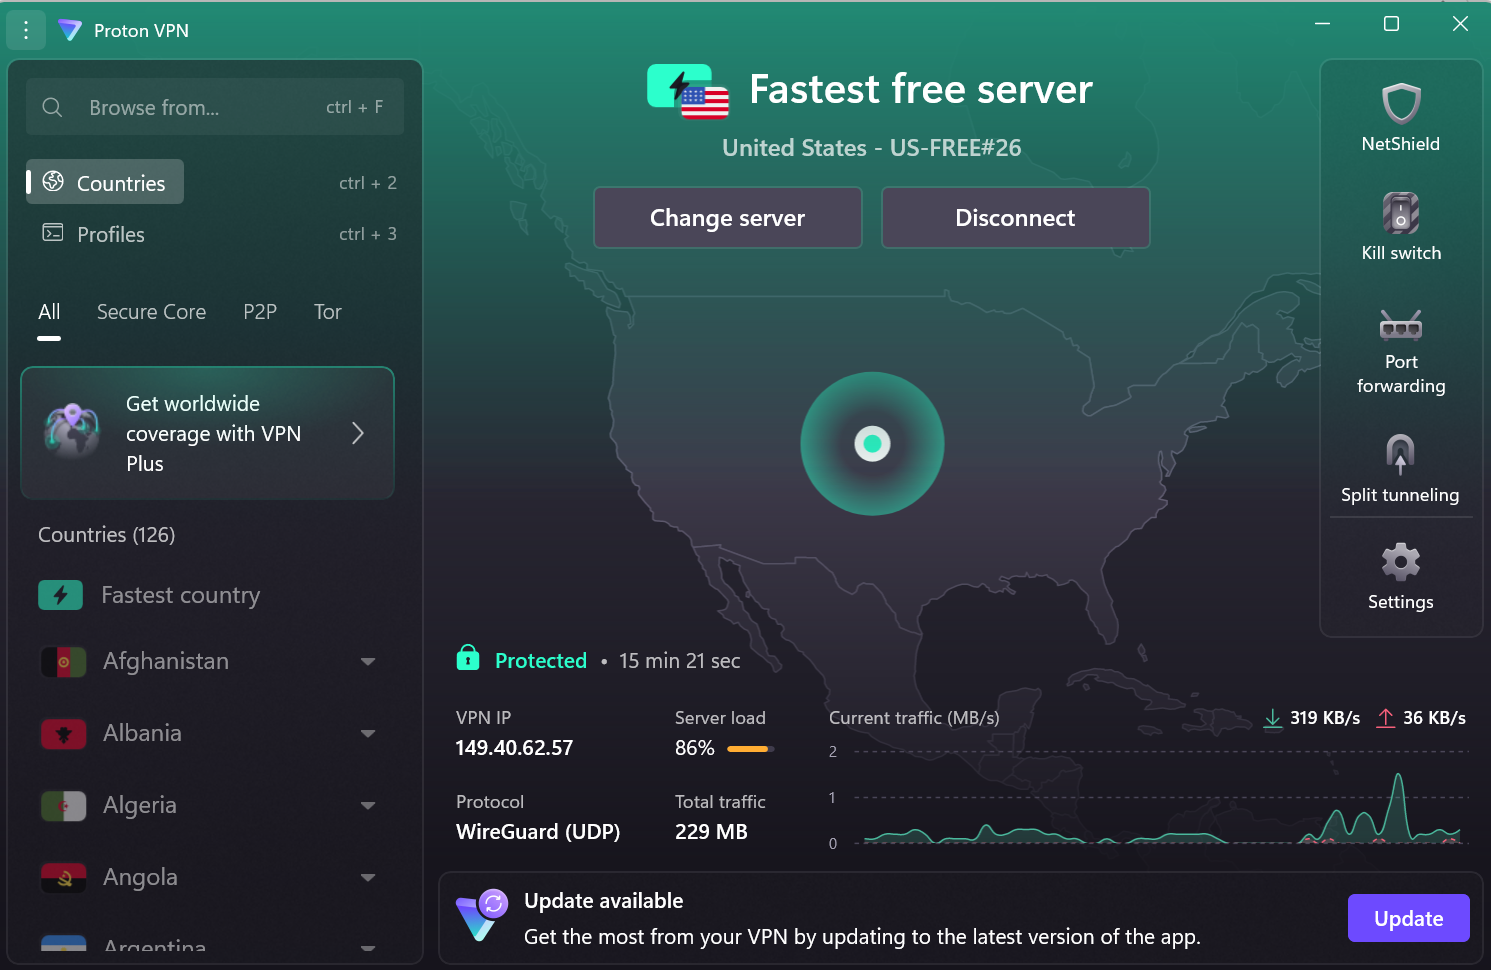 Proton VPN
Browse from...
ctrl + F
Countries
ctrl + 2
Profiles
ctrl + 3
All
Secure Core
P2P
Tor
Get worldwide
coverage with VPN
Plus
Countries (126)
Fastest country
Afghanistan
Albania
Algeria
Angola
Argentina
Fastest free server
United States - US-FREE#26
Change server
Disconnect
Protected • 15 min 21 sec
VPN IP
149.40.62.57
Server load
86%
Protocol
WireGuard (UDP)
Total traffic
229 MB
Current traffic (MB/s)
319 KB/s
36 KB/s
2
1
0
Update available
Get the most from your VPN by updating to the latest version of the app.
Update
NetShield
Kill switch
Port
forwarding
Split tunneling
Settings